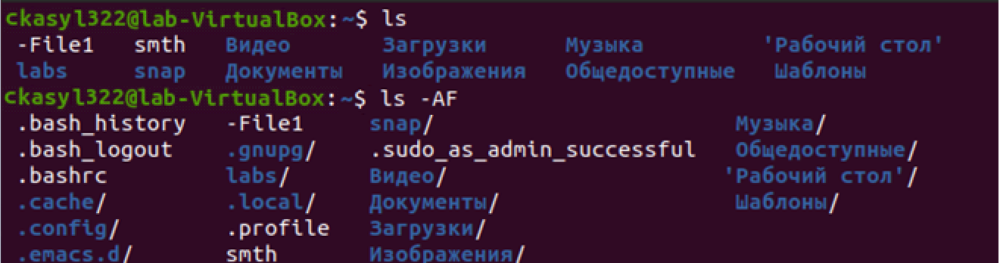 ckasyl322@lab-VirtualBox:~$ ls
-File1 smth Видео Загрузки Музыка 'Рабочий стол'
labs snap Документы Изображения Общедоступные Шаблоны
ckasyl322@lab-VirtualBox:~$ ls -AF
.bash_history -File1 snap/ Музыка/
.bash_logout .gnupg/ .sudo_as_admin_successful Общедоступные/
.bashrc labs/ Видео/ 'Рабочий стол'/
.cache/ .local/ Документы/ Шаблоны/
.config/ .profile Загрузки/
.emacs.d/ smth Изображения/